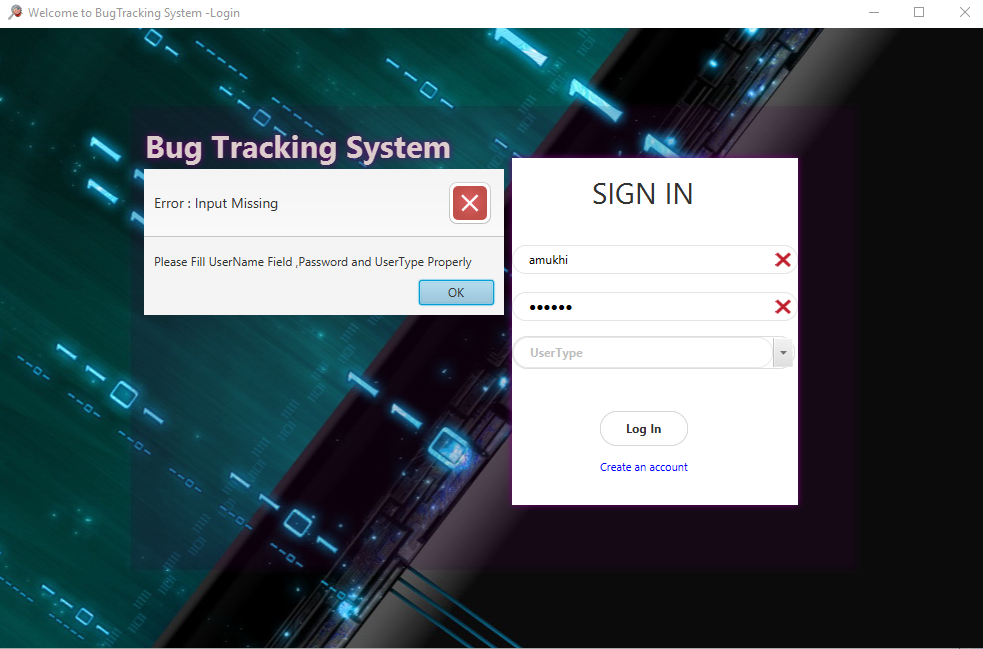 Welcome to BugTracking System -Login
Bug Tracking System
Error : Input Missing
Please Fill UserName Field ,Password and UserType Properly
OK
SIGN IN
amukhi
••••••
UserType
Log In
Create an account